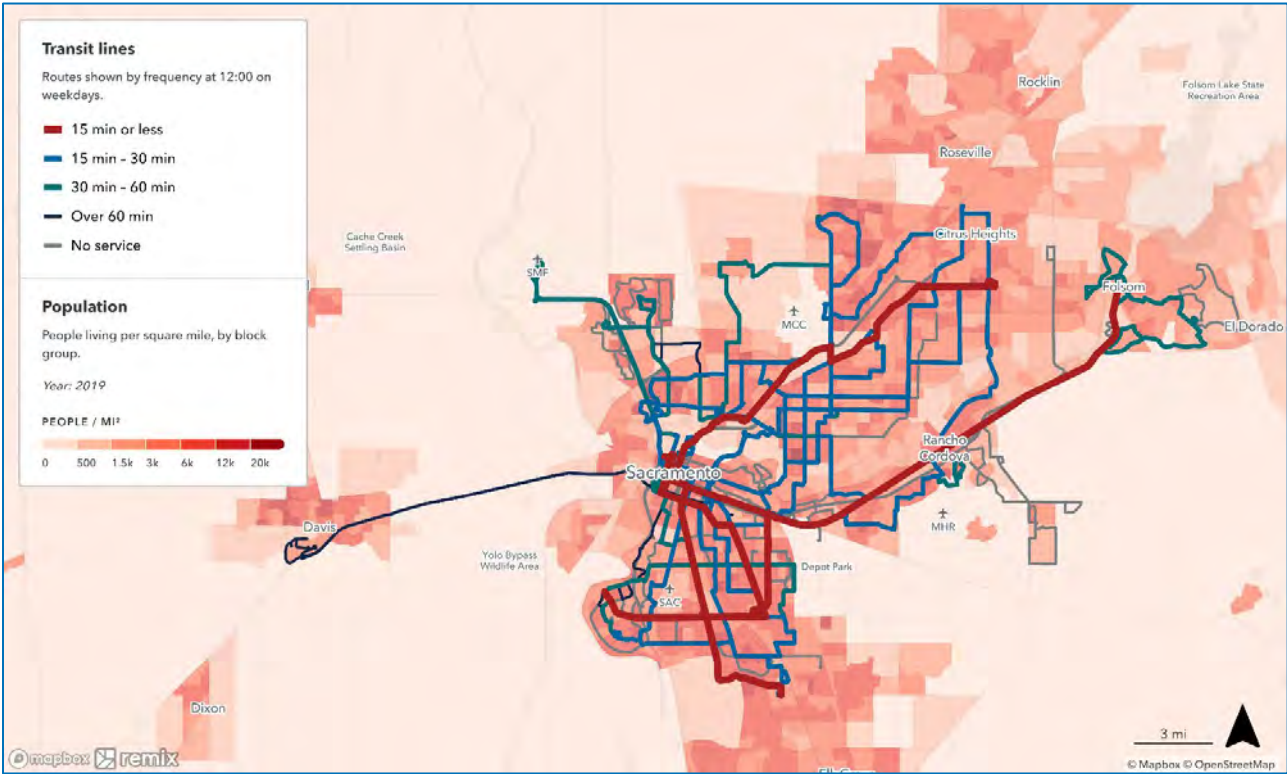 Transit lines
Routes shown by frequency at 12:00 on
weekdays.
15 min or less
15 min - 30 min
30 min - 60 min
Over 60 min
No service
Population
People living per square mile, by block
group.
Year: 2019
PEOPLE / MI²
0 500 1.5k 3k 6k 12k 20k
Rocklin
Folsom Lake State
Recreation Area
Roseville
Cache Creek
Settling Basin
Citrus Heights
SMF
Folsom
MCC
El Dorado
Rancho
Cordova
Sacramento
Davis
MHR
Yolo Bypass
Wildlife Area
Depot Park
SAC
Dixon
3 mi
mapbox remix
© Mapbox © OpenStreetMap